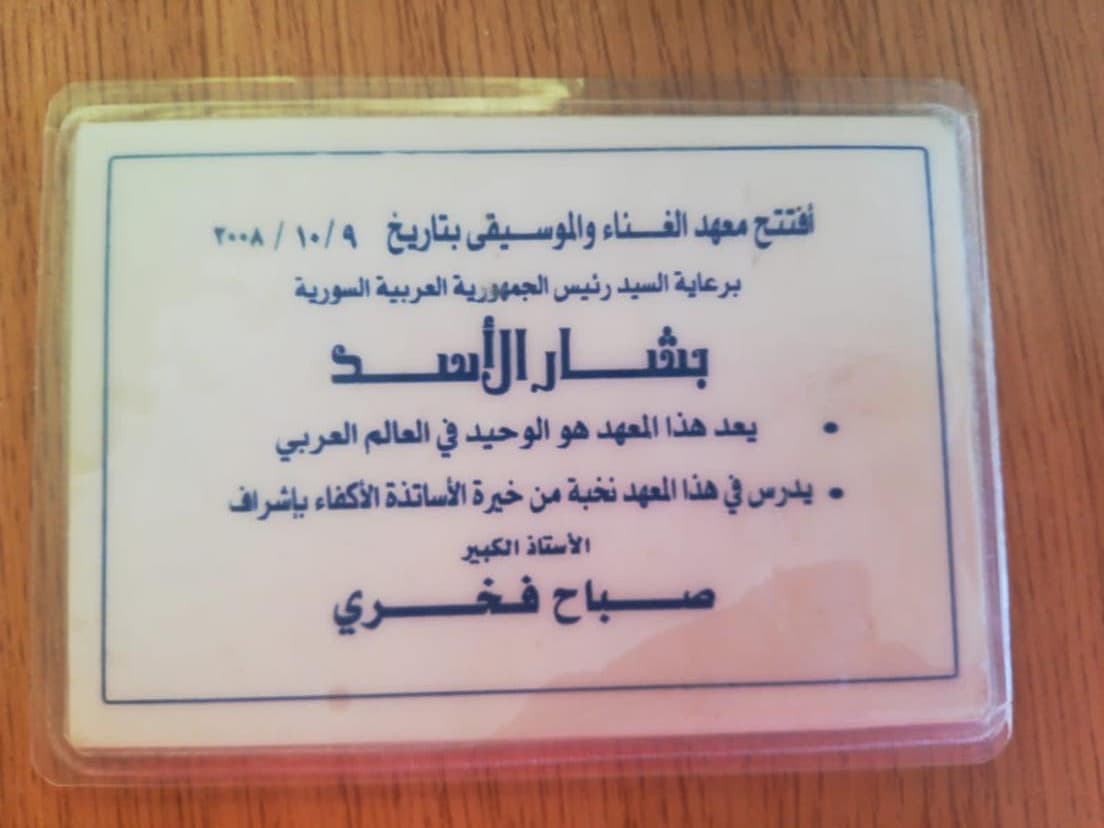 أفتتح معهد الغناء والموسيقى بتاريخ ٩ / ١٠ / ٢٠٠٨
برعاية السيد رئيس الجمهورية العربية السورية
بشار الأسد
• يعد هذا المعهد هو الوحيد في العالم العربي
• يدرس في هذا المعهد نخبة من خيرة الأساتذة الأكفاء بإشراف
الأستاذ الكبير
صباح فخري